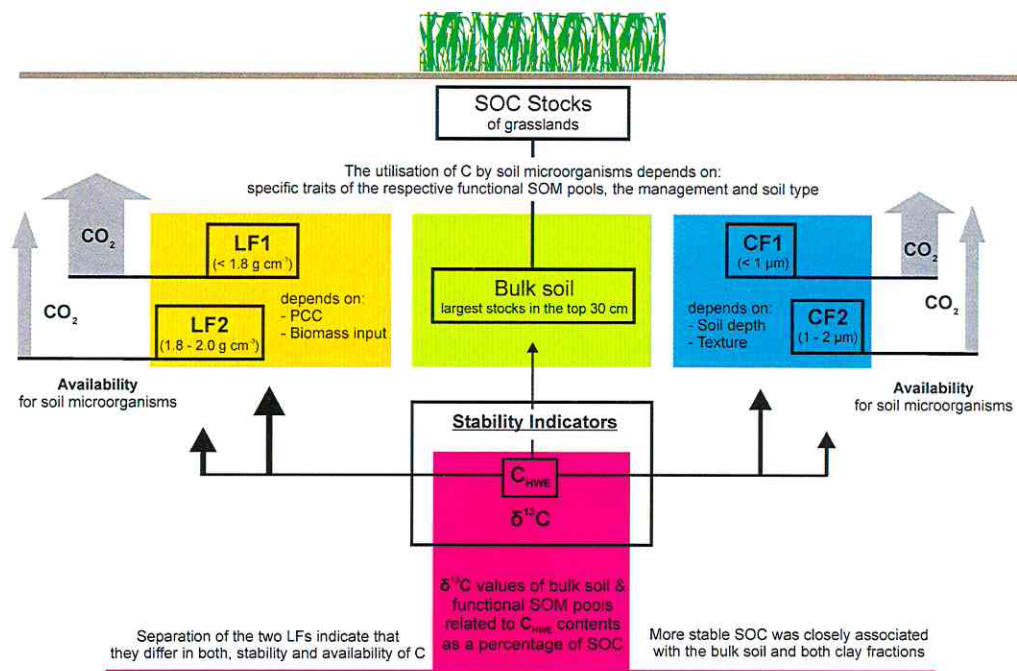 SOC Stocks
of grasslands
The utilisation of C by soil microorganisms depends on:
specific traits of the respective functional SOM pools, the management and soil type
CO₂
CO₂
LF1
(< 1.8 g cm⁻³)
LF2
(1.8 - 2.0 g cm⁻³)
depends on:
- PCC
- Biomass input
Availability
for soil microorganisms
Bulk soil
largest stocks in the top 30 cm
CF1
(< 1 µm)
CF2
(1 - 2 µm)
depends on:
- Soil depth
- Texture
CO₂
CO₂
Availability
for soil microorganisms
Stability Indicators
C_HWE
δ¹³C
δ¹³C values of bulk soil &
functional SOM pools
related to C_HWE contents
as a percentage of SOC
Separation of the two LFs indicate that
they differ in both, stability and availability of C
More stable SOC was closely associated
with the bulk soil and both clay fractions